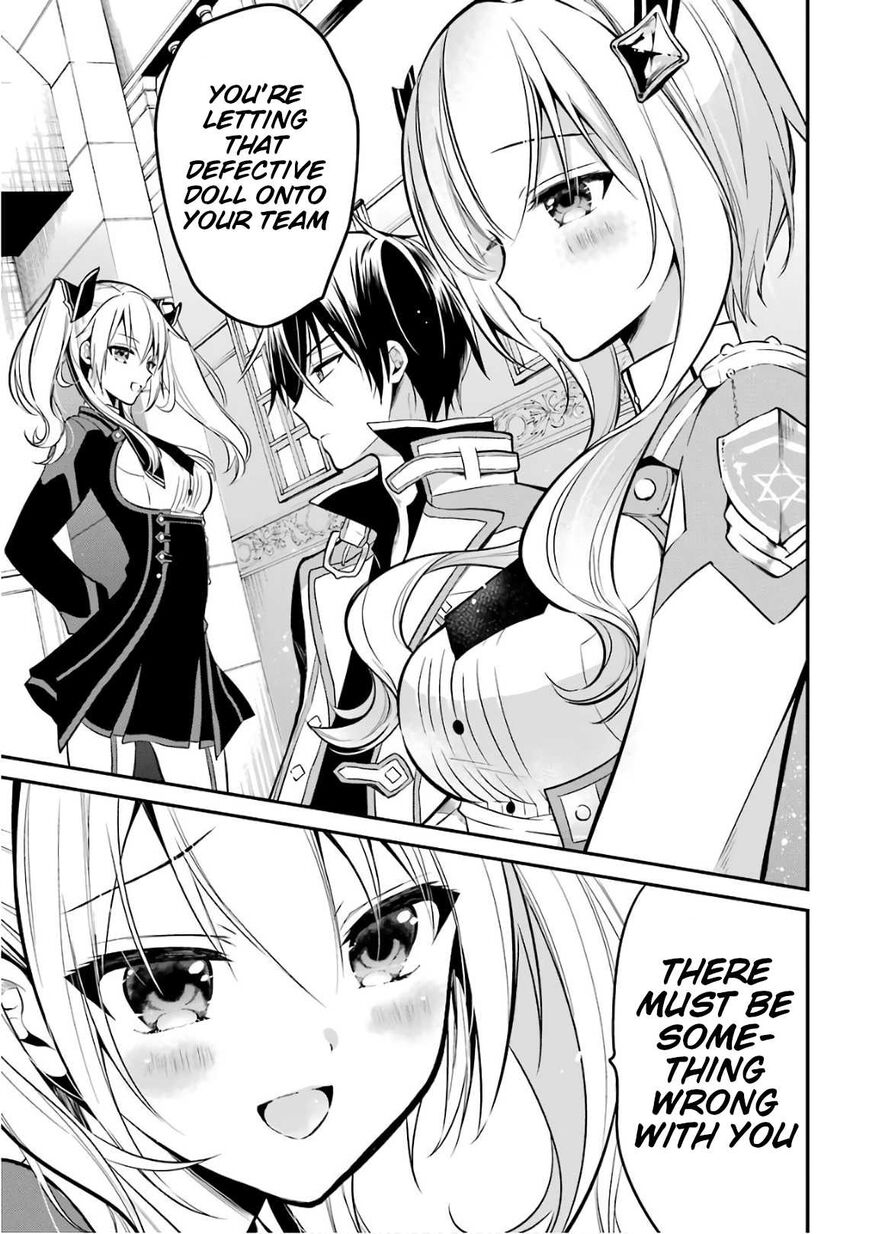 YOU'RE
LETTING
THAT
DEFECTIVE
DOLL ONTO
YOUR TEAM
THERE
MUST BE
SOME-
THING
WRONG
WITH YOU